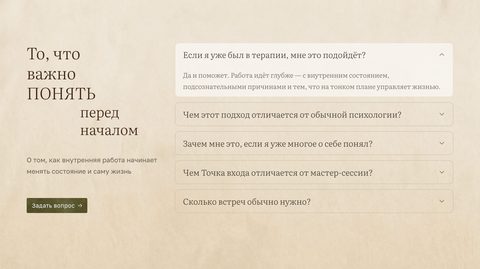 То, что
важно
ПОНЯТЬ
перед
началом
О том, как внутренняя работа начинает
менять состояние и саму жизнь
Задать вопрос →
Если я уже был в терапии, мне это подойдёт?
Да и поможет. Работа идёт глубже — с внутренним состоянием,
подсознательными причинами и тем, что на тонком плане управляет жизнью.
Чем этот подход отличается от обычной психологии?
Зачем мне это, если я уже многое о себе понял?
Чем Точка входа отличается от мастер-сессии?
Сколько встреч обычно нужно?